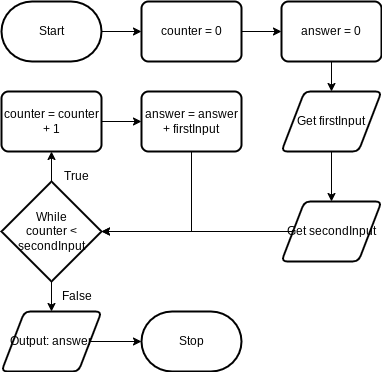 Start
counter = 0
answer = 0
counter = counter
+ 1
answer = answer
+ firstInput
Get firstInput
True
While
counter <
secondInput
Get secondInput
False
Output: answer
Stop